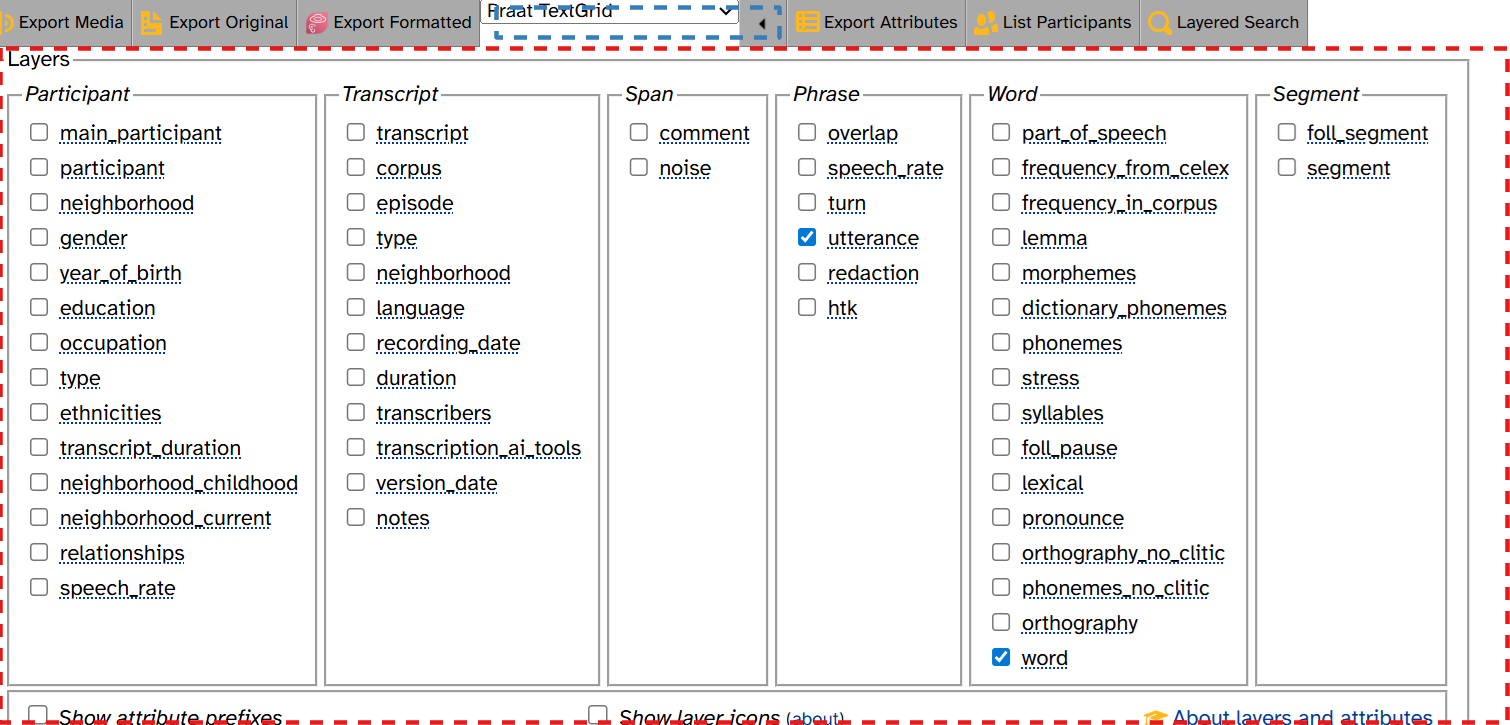 Export Media Export Original Export Formatted Praat TextGrid Export Attributes List Participants Layered Search
Layers
Participant
main_participant
participant
neighborhood
gender
year_of_birth
education
occupation
type
ethnicities
transcript_duration
neighborhood_childhood
neighborhood_current
relationships
speech_rate
Transcript
transcript
corpus
episode
type
neighborhood
language
recording_date
duration
transcribers
transcription_ai_tools
version_date
notes
Span
comment
noise
Phrase
overlap
speech_rate
turn
utterance
redaction
htk
Word
part_of_speech
frequency_from_celex
frequency_in_corpus
lemma
morphemes
dictionary_phonemes
phonemes
stress
syllables
foll_pause
lexical
pronounce
orthography_no_clitic
phonemes_no_clitic
orthography
word
Segment
foll_segment
segment
Show attribute prefixes Show layer icons (about) About layers and attributes